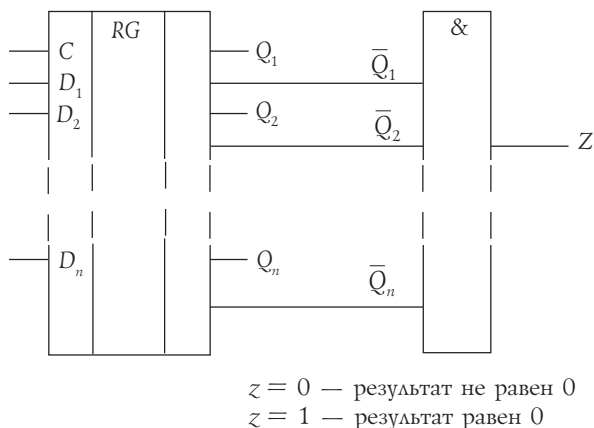 RG &
C Q₁ Q̅₁
D₁
D₂ Q₂ Q̅₂ Z
Dₙ Qₙ Q̅ₙ
z = 0 — результат не равен 0
z = 1 — результат равен 0